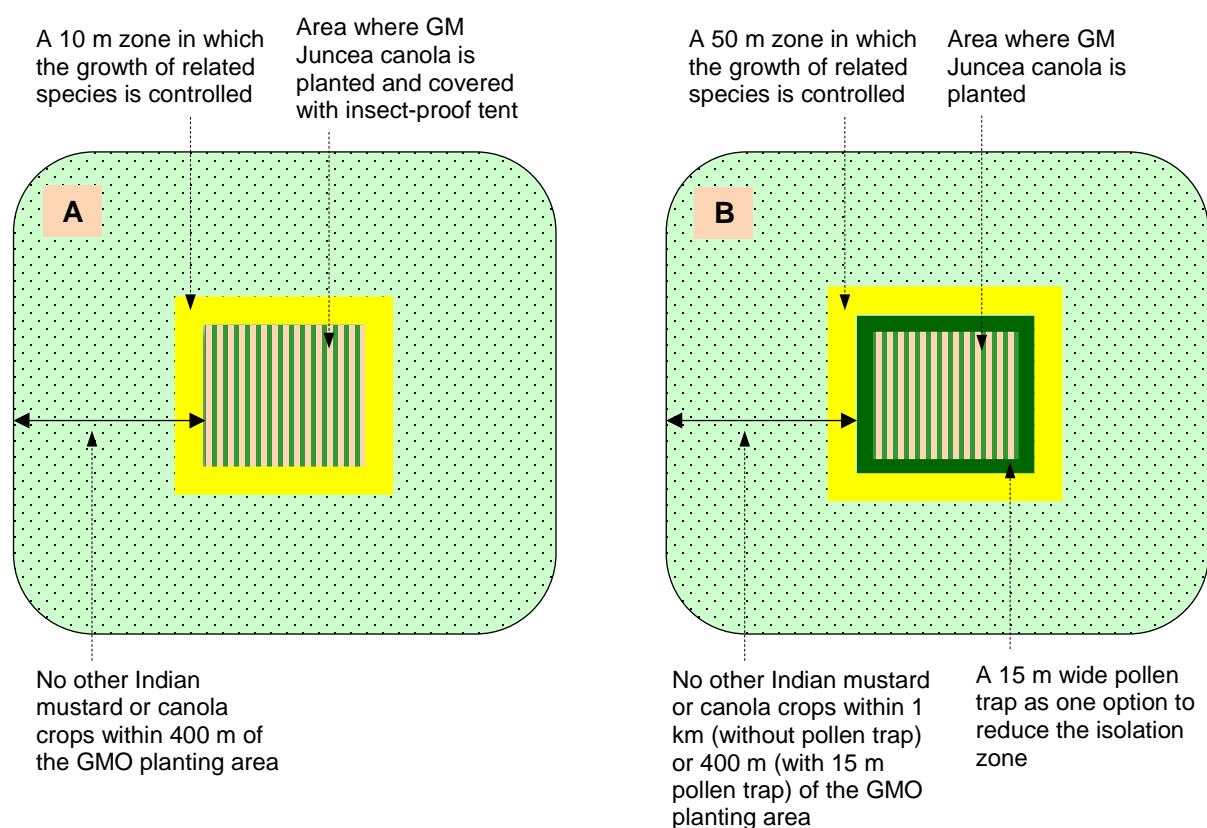 A 10 m zone in which
the growth of related
species is controlled
Area where GM
Juncea canola is
planted and covered
with insect-proof tent
A
No other Indian
mustard or canola
crops within 400 m of
the GMO planting area
A 50 m zone in which
the growth of related
species is controlled
Area where GM
Juncea canola is
planted
B
No other Indian mustard
or canola crops within 1
km (without pollen trap)
or 400 m (with 15 m
pollen trap) of the GMO
planting area
A 15 m wide pollen
trap as one option to
reduce the isolation
zone